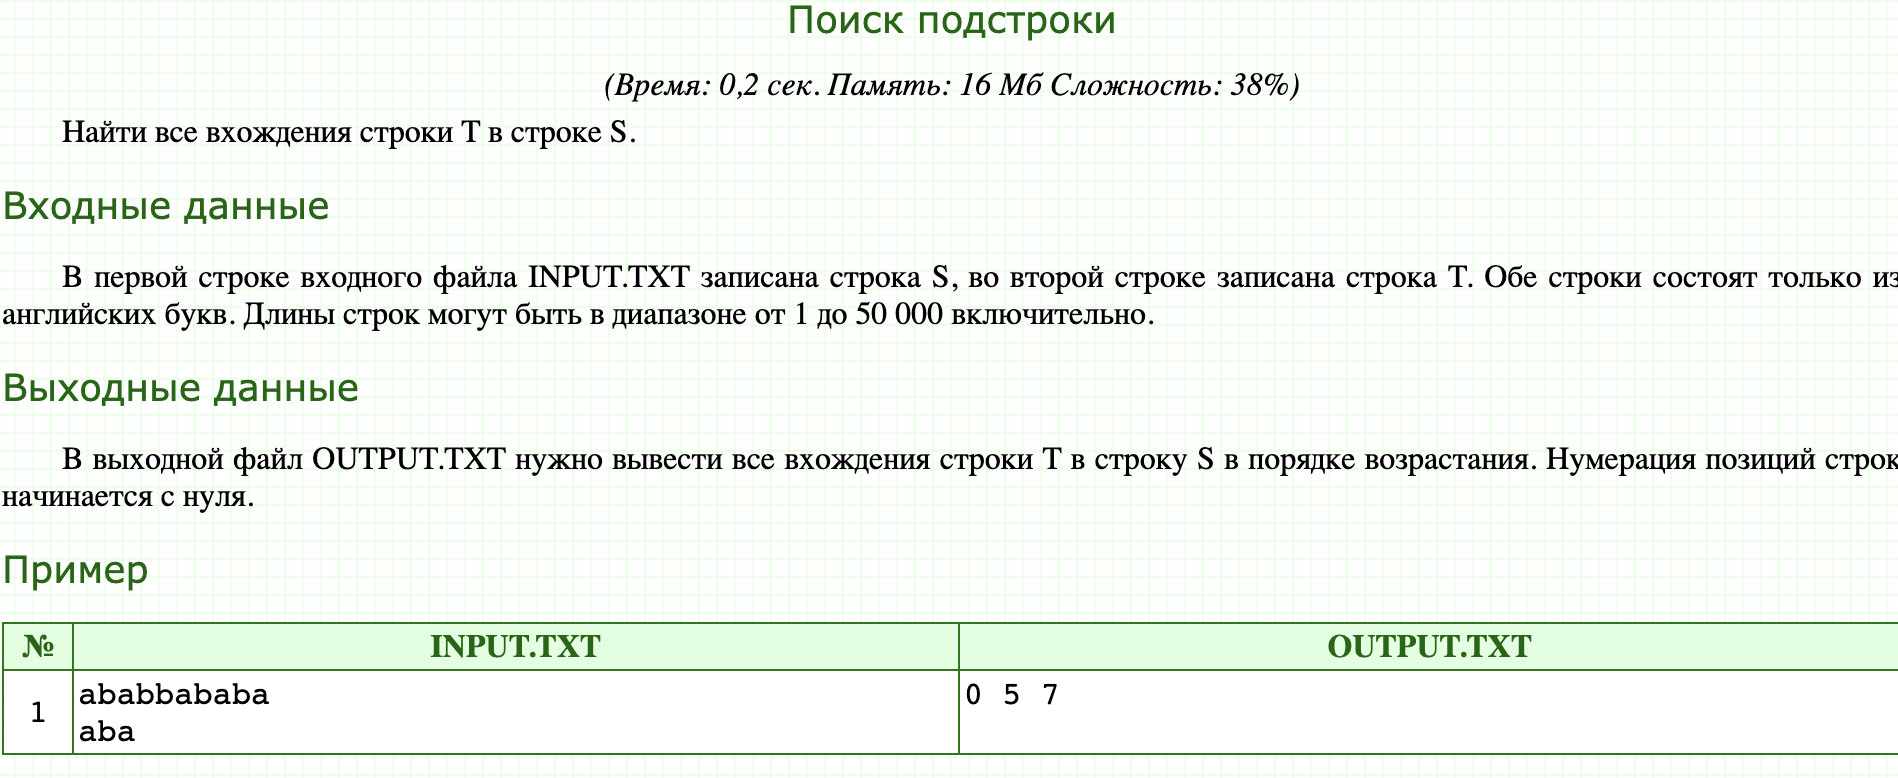 Поиск подстроки
(Время: 0,2 сек. Память: 16 Мб Сложность: 38%)
Найти все вхождения строки T в строке S.
Входные данные
В первой строке входного файла INPUT.TXT записана строка S, во второй строке записана строка T. Обе строки состоят только из
английских букв. Длины строк могут быть в диапазоне от 1 до 50 000 включительно.
Выходные данные
В выходной файл OUTPUT.TXT нужно вывести все вхождения строки T в строку S в порядке возрастания. Нумерация позиций строк
начинается с нуля.
Пример
№ INPUT.TXT OUTPUT.TXT
1 ababbababa 0 5 7
aba